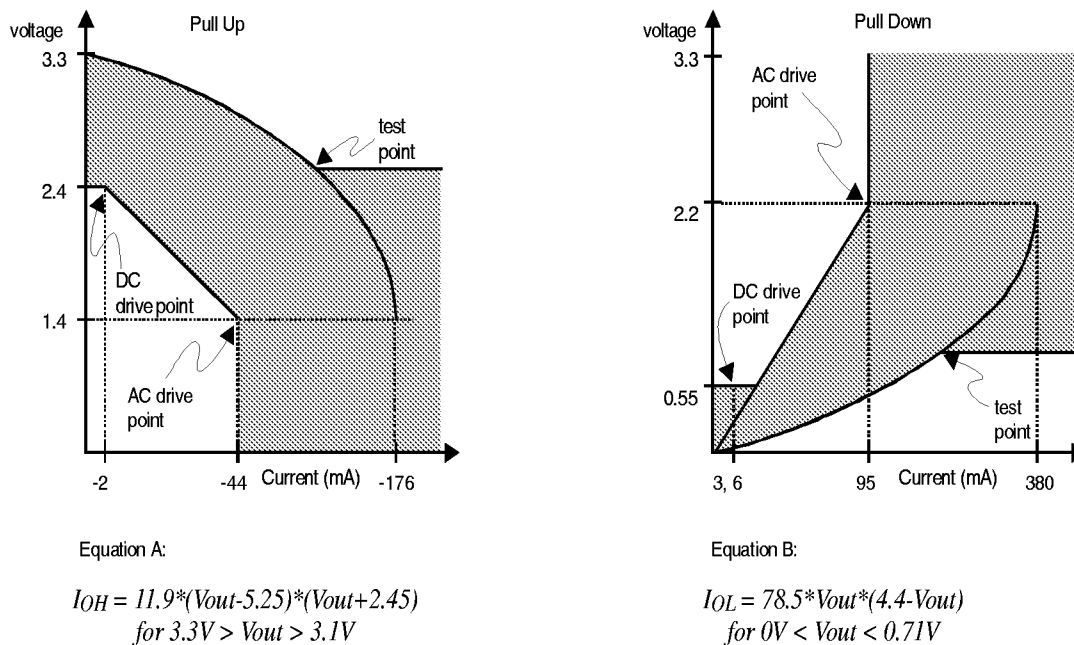 Pull Up
voltage
3.3
test
point
2.4
DC
drive point
1.4
AC drive
point
-2
-44
Current (mA)
-176
Equation A:
IOH = 11.9*(Vout-5.25)*(Vout+2.45)
for 3.3V > Vout > 3.1V
Pull Down
voltage
3.3
AC drive
point
2.2
DC drive
point
0.55
test
point
3, 6
95
Current (mA)
380
Equation B:
IOL = 78.5*Vout*(4.4-Vout)
for 0V < Vout < 0.71V